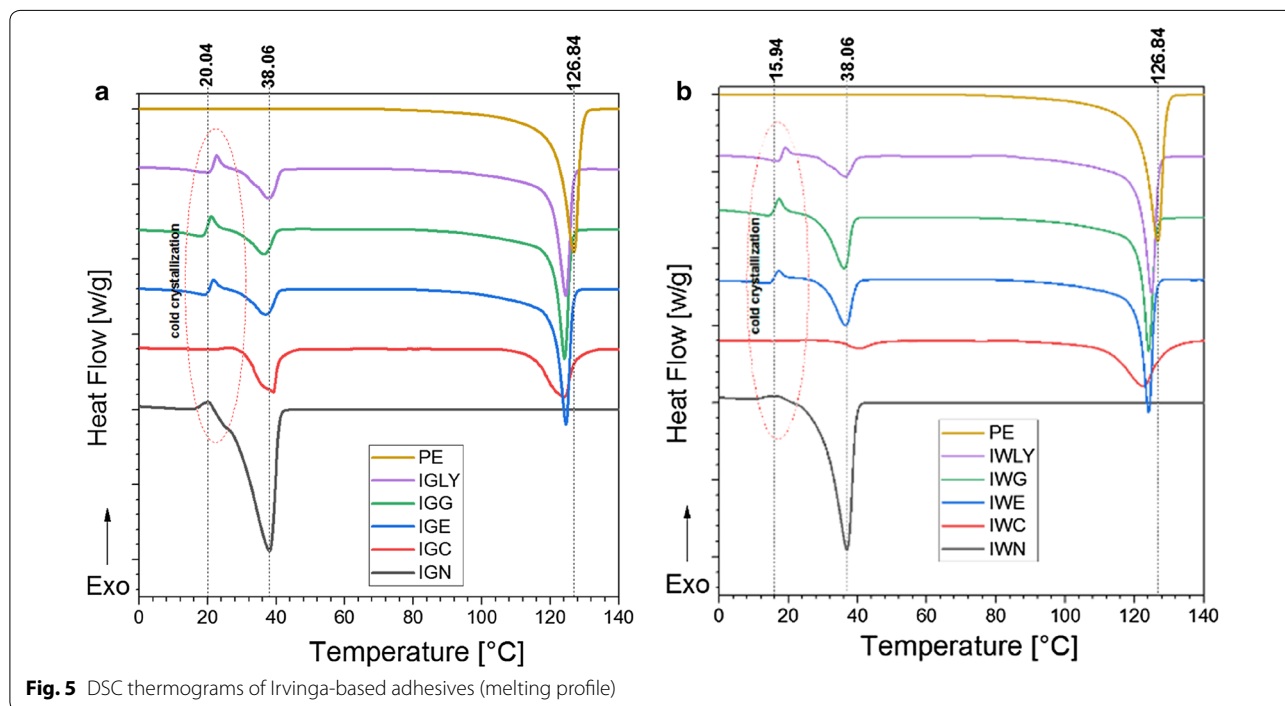 20.04
38.06
126.84
a
cold crystallization
Heat Flow [w/g]
Exo
PE
IGLY
IGG
IGE
IGC
IGN
0 20 40 60 80 100 120 140
Temperature [°C]
15.94
38.06
126.84
b
cold crystallization
Heat Flow [w/g]
Exo
PE
IWLY
IWG
IWE
IWC
IWN
0 20 40 60 80 100 120 140
Temperature [°C]
Fig. 5 DSC thermograms of Irvinga-based adhesives (melting profile)